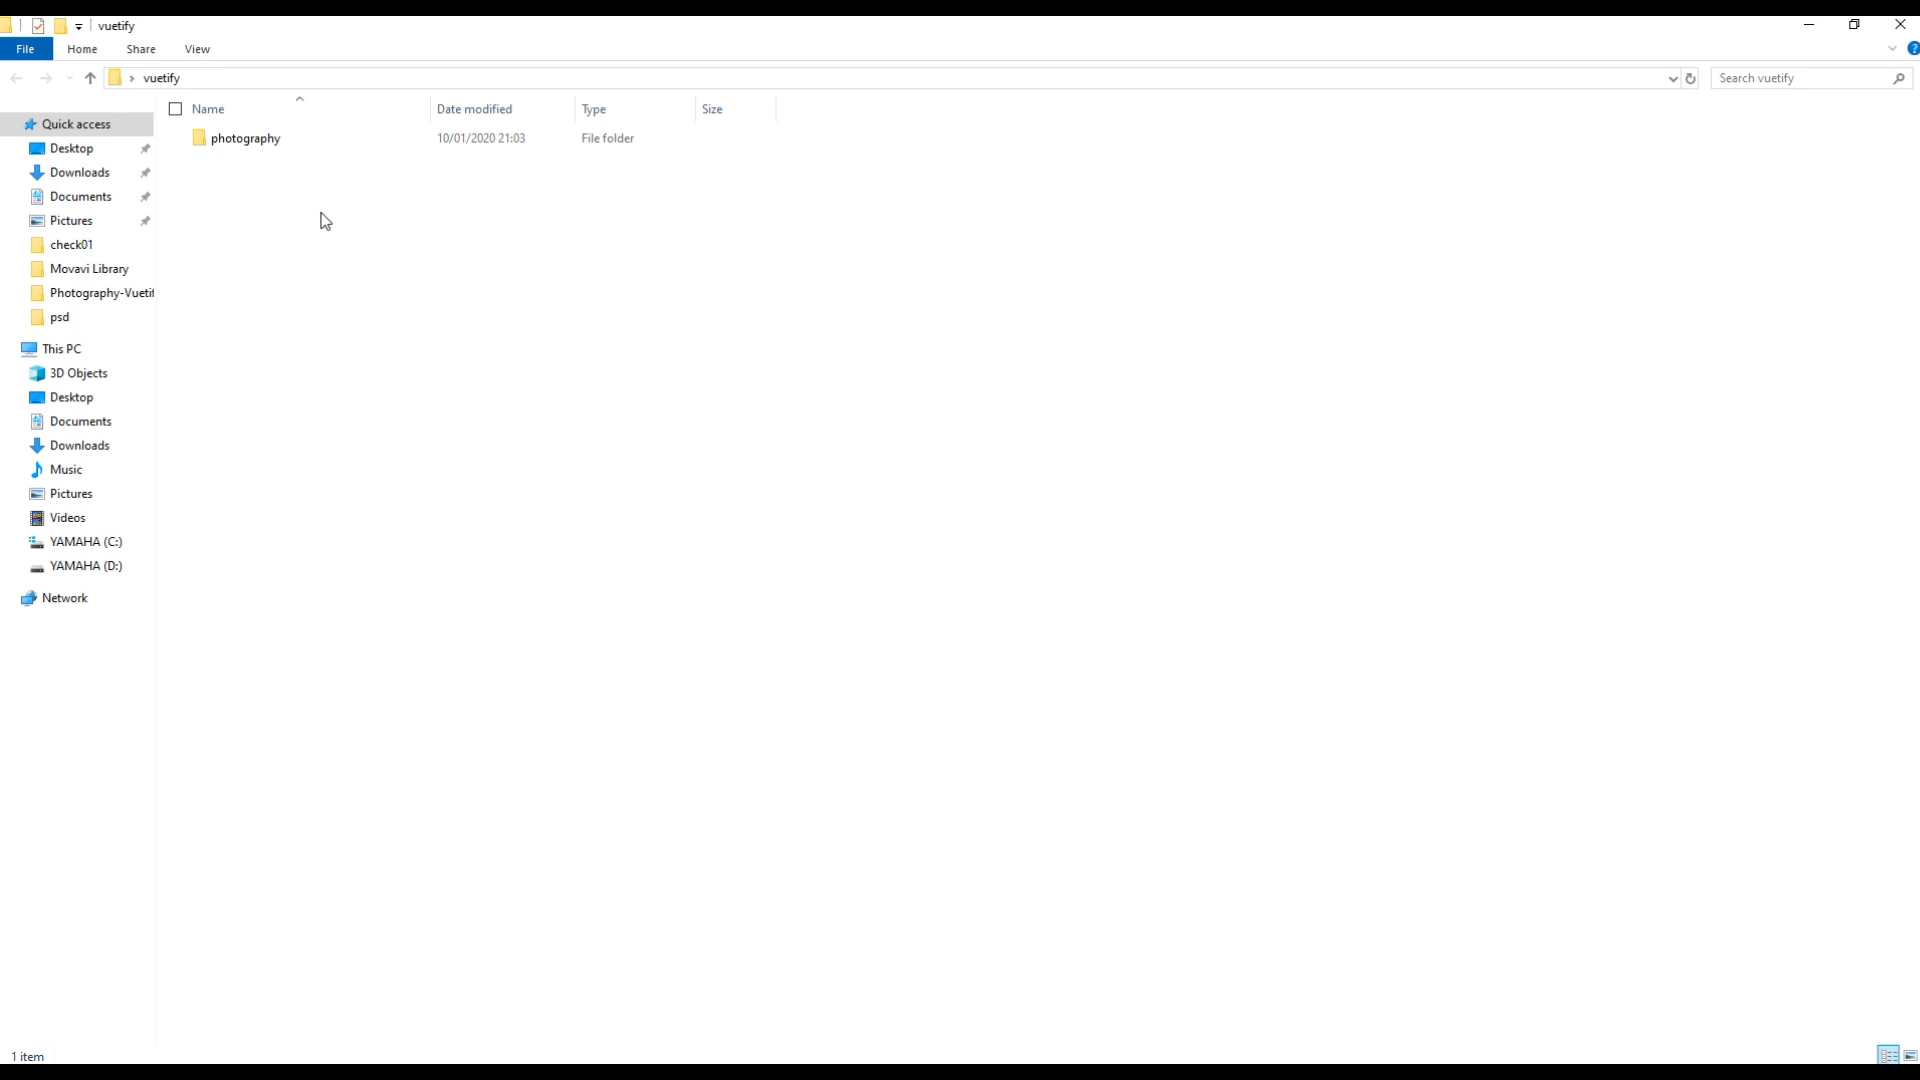 vuetify
File Home Share View
vuetify
Search vuetify
Name Date modified Type Size
photography 10/01/2020 21:03 File folder
Quick access
Desktop
Downloads
Documents
Pictures
check01
Movavi Library
Photography-Vuetif
psd
This PC
3D Objects
Desktop
Documents
Downloads
Music
Pictures
Videos
YAMAHA (C:)
YAMAHA (D:)
Network
1 item